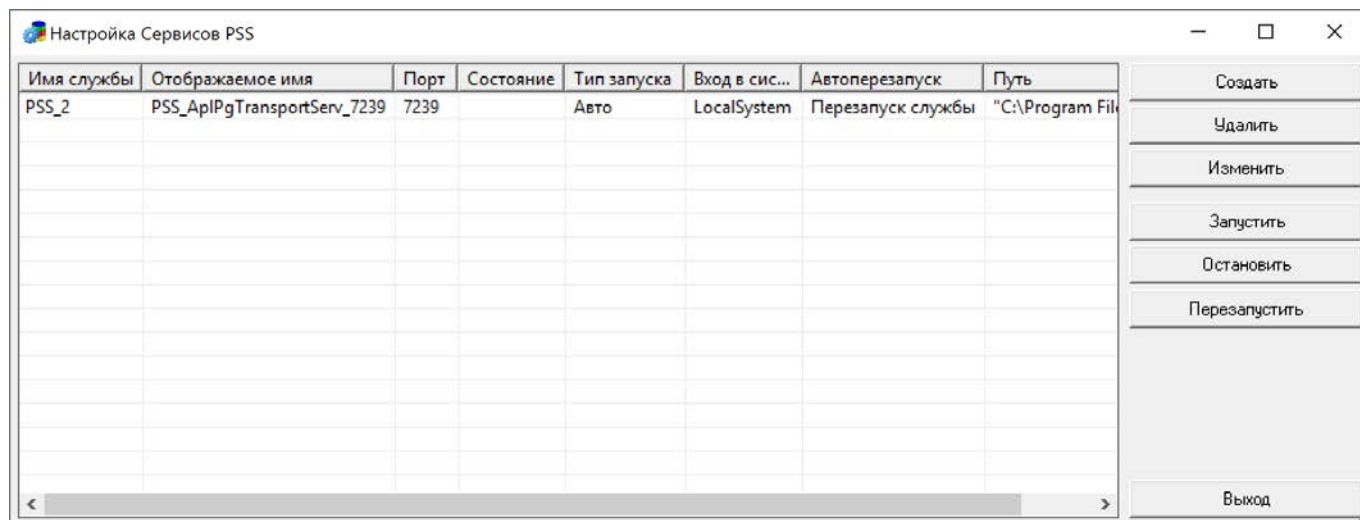 Настройка Сервисов PSS
Имя службы Отображаемое имя Порт Состояние Тип запуска Вход в сис... Автоперезапуск Путь
PSS_2 PSS_AplPgTransportServ_7239 7239 Авто LocalSystem Перезапуск службы "C:\Program File
Создать
Удалить
Изменить
Запустить
Остановить
Перезапустить
Выход